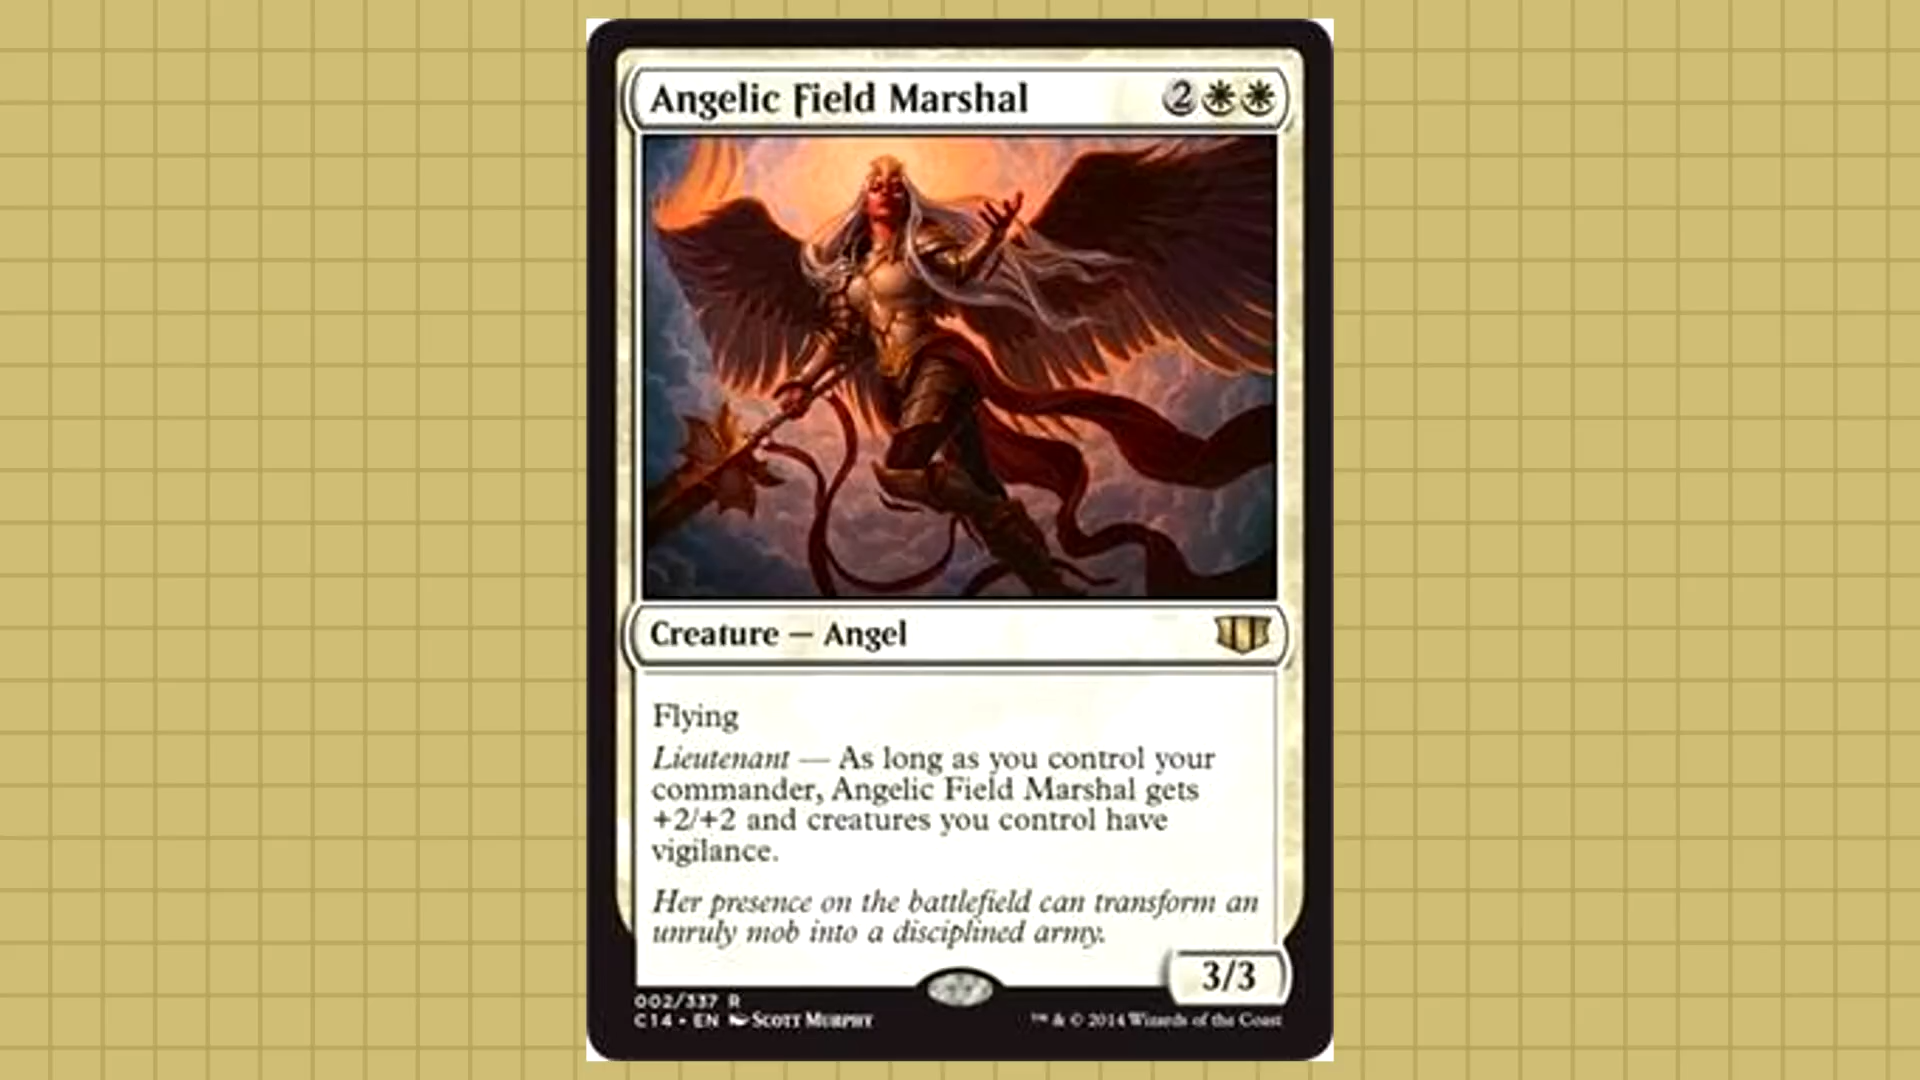 Angelic Field Marshal 2
Creature — Angel
Flying
Lieutenant — As long as you control your
commander, Angelic Field Marshal gets
+2/+2 and creatures you control have
vigilance.
Her presence on the battlefield can transform an
unruly mob into a disciplined army.
3/3
002/337 R
C14 • EN Scott Murphy
™ & © 2014 Wizards of the Coast